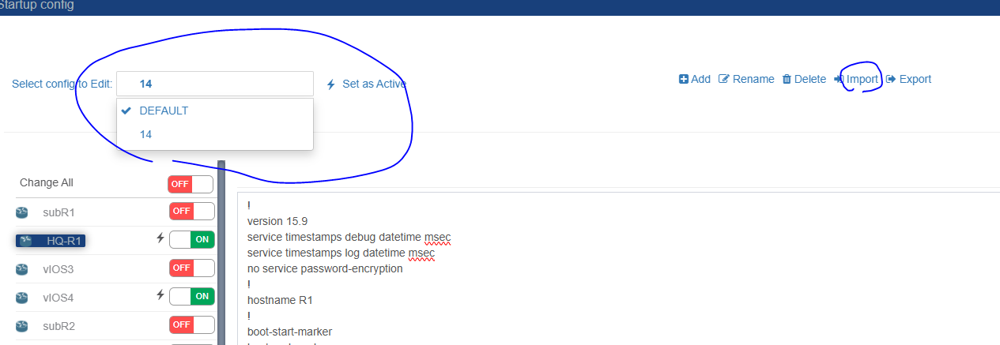 Startup config
Select config to Edit: 14 Set as Active Add Rename Delete Import Export
DEFAULT
14
Change All OFF
subR1 OFF
HQ-R1 ON
vIOS3 OFF
vIOS4 ON
subR2 OFF
!
version 15.9
service timestamps debug datetime msec
service timestamps log datetime msec
no service password-encryption
!
hostname R1
!
boot-start-marker